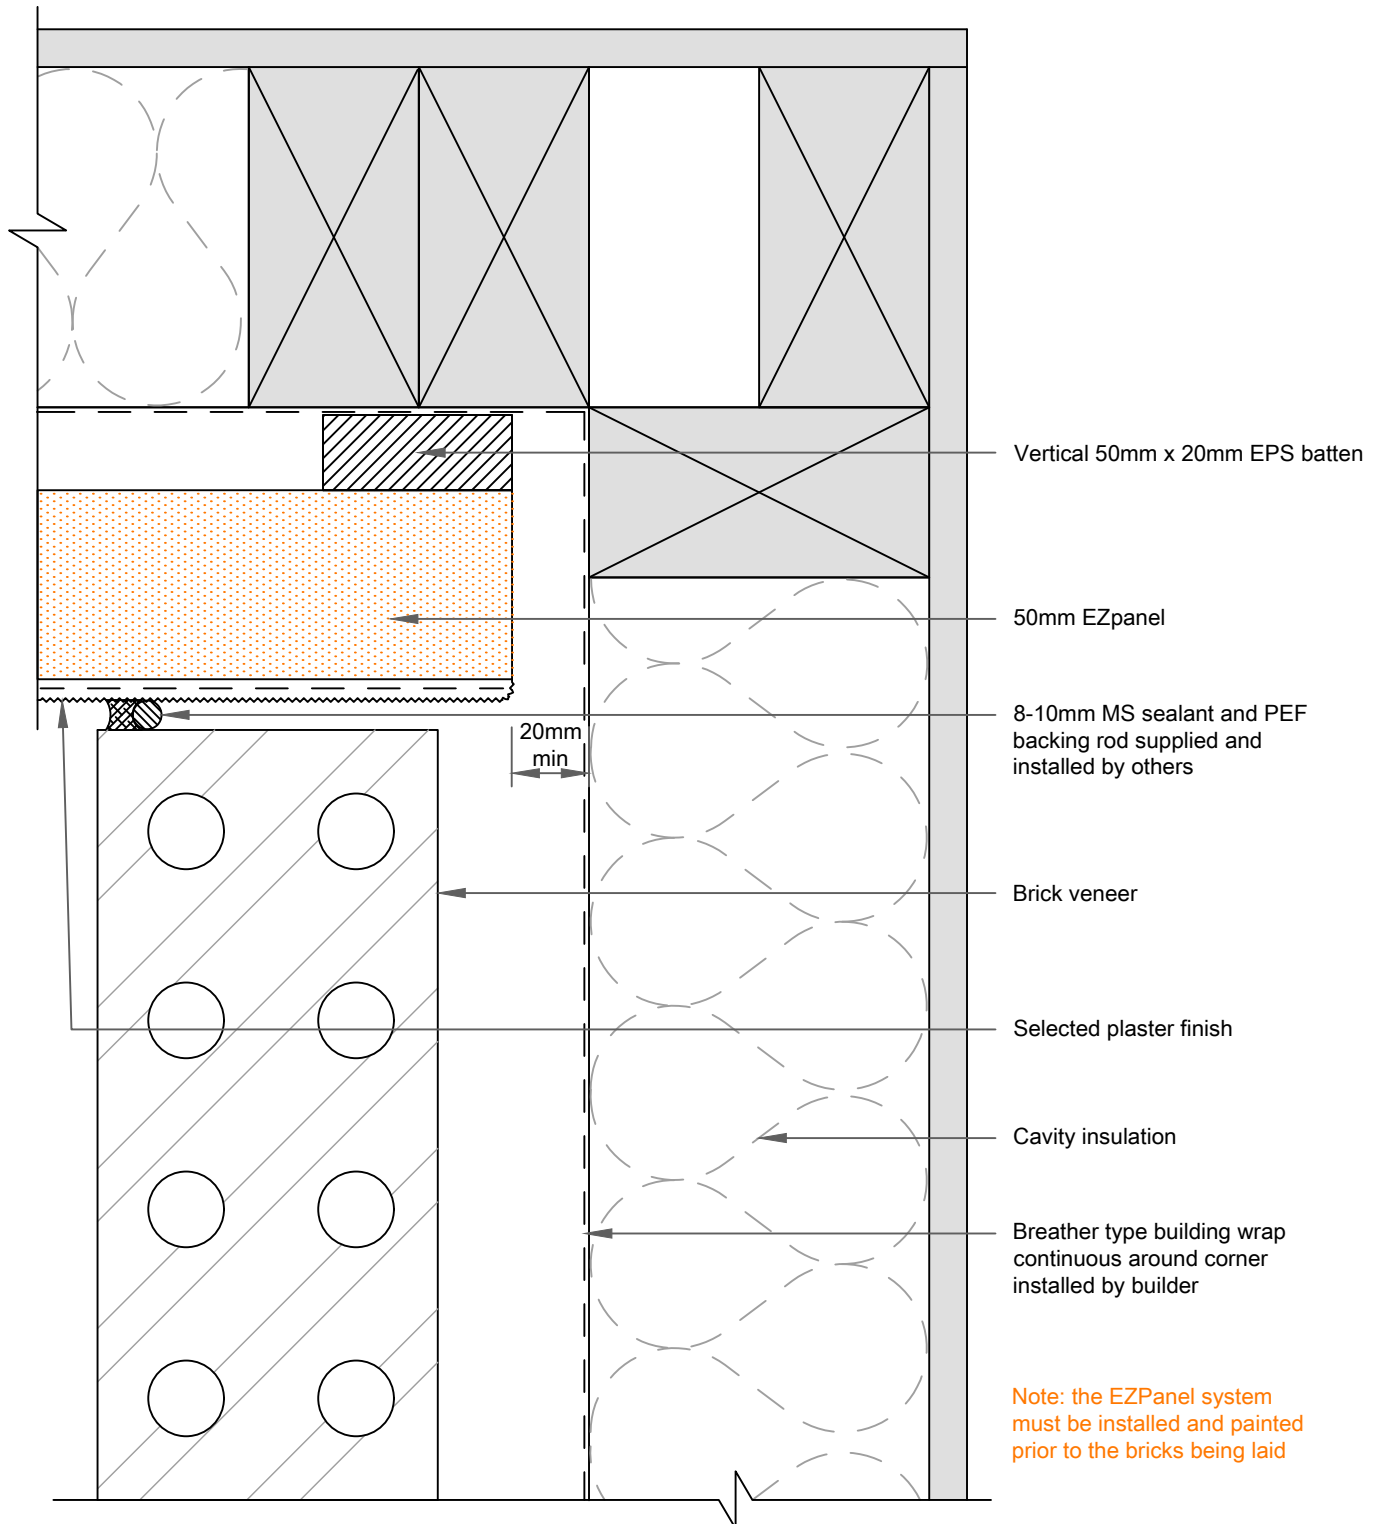 Vertical 50mm x 20mm EPS batten
50mm EZpanel
8-10mm MS sealant and PEF
backing rod supplied and
installed by others
20mm
min
Brick veneer
Selected plaster finish
Cavity insulation
Breather type building wrap
continuous around corner
installed by builder
Note: the EZPanel system
must be installed and painted
prior to the bricks being laid